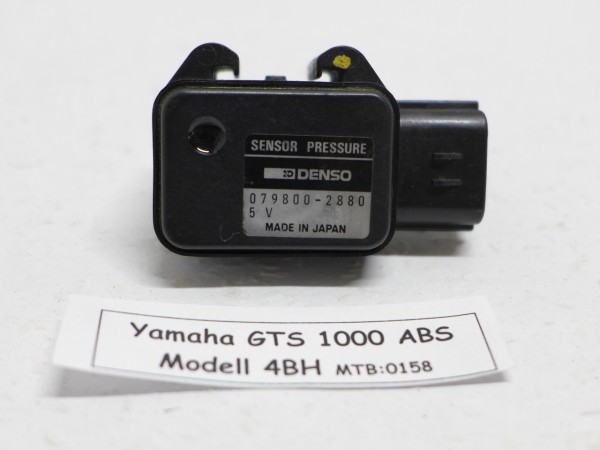 SENSOR PRESSURE
DENSO
079800-2880
5 V
MADE IN JAPAN
Yamaha GTS 1000 ABS
Modell 4BH MTB:0158